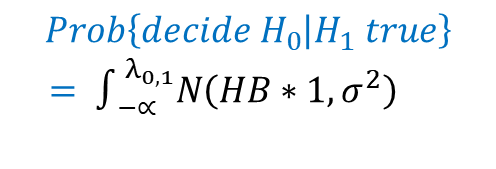 Prob{decide H₀|H₁ true}
= ∫_{-∝}^{λ₀,₁} N(HB ∗ 1, σ²)